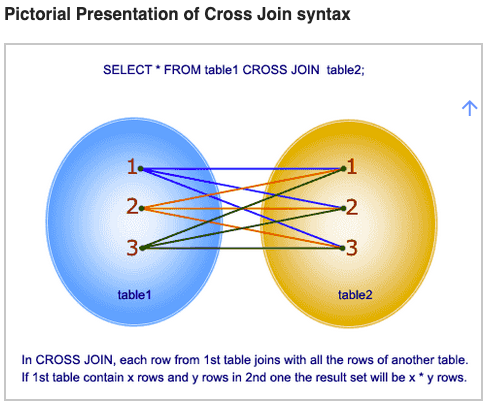 Pictorial Presentation of Cross Join syntax
SELECT * FROM table1 CROSS JOIN  table2;
1 1
2 2
3 3
table1 table2
In CROSS JOIN, each row from 1st table joins with all the rows of another table.
If 1st table contain x rows and y rows in 2nd one the result set will be x * y rows.